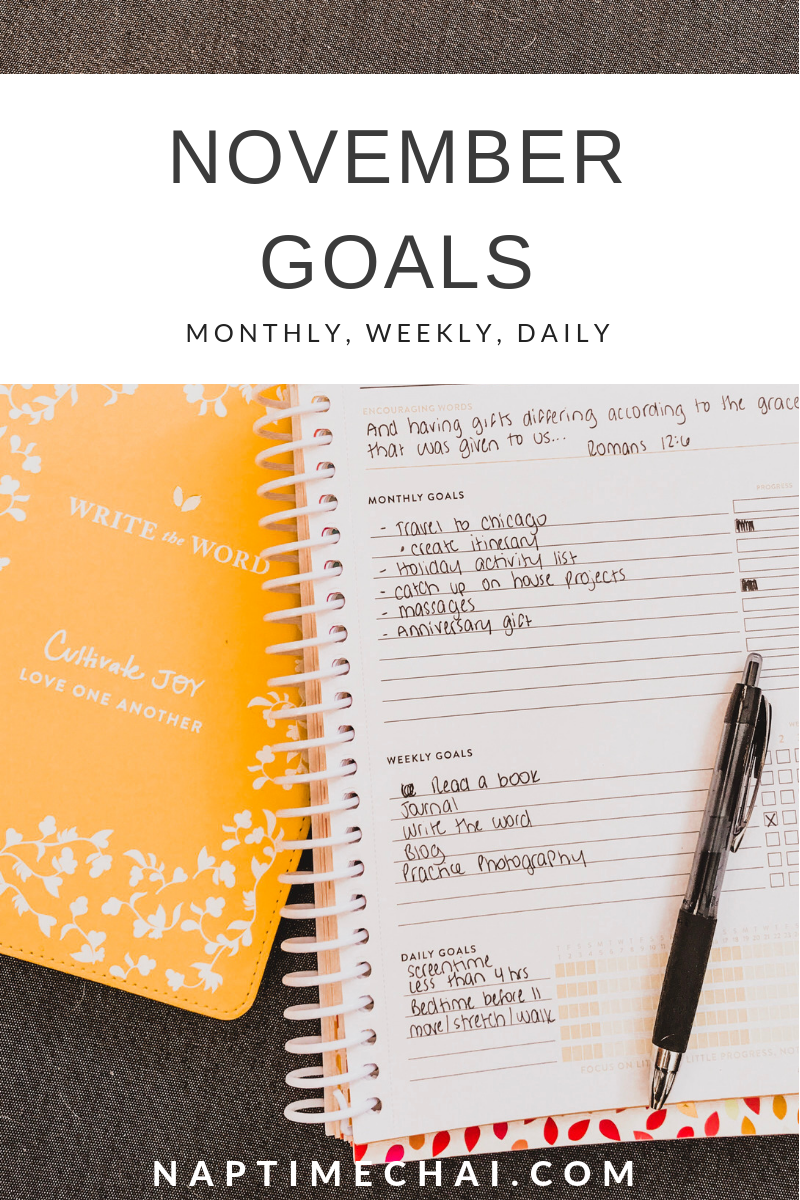 NOVEMBER
GOALS
MONTHLY, WEEKLY, DAILY
WRITE the WORD
Cultivate JOY
LOVE ONE ANOTHER
ENCOURAGING WORDS
And having gifts differing according to the grace
that was given to us... Romans 12:6
PROGRESS
MONTHLY GOALS
- Travel to chicago
• create itinerary
- Holiday activity list
- catch up on house projects
- massages
- Anniversary gift
WEEKLY GOALS
2
Read a book
Journal
write the word
Blog
Practice Photography
DAILY GOALS
screentime
less than 4 hrs
Bedtime before 11
move/stretch/walk
FOCUS ON LITTLE PROGRESS,
NAPTIMECHAI.COM